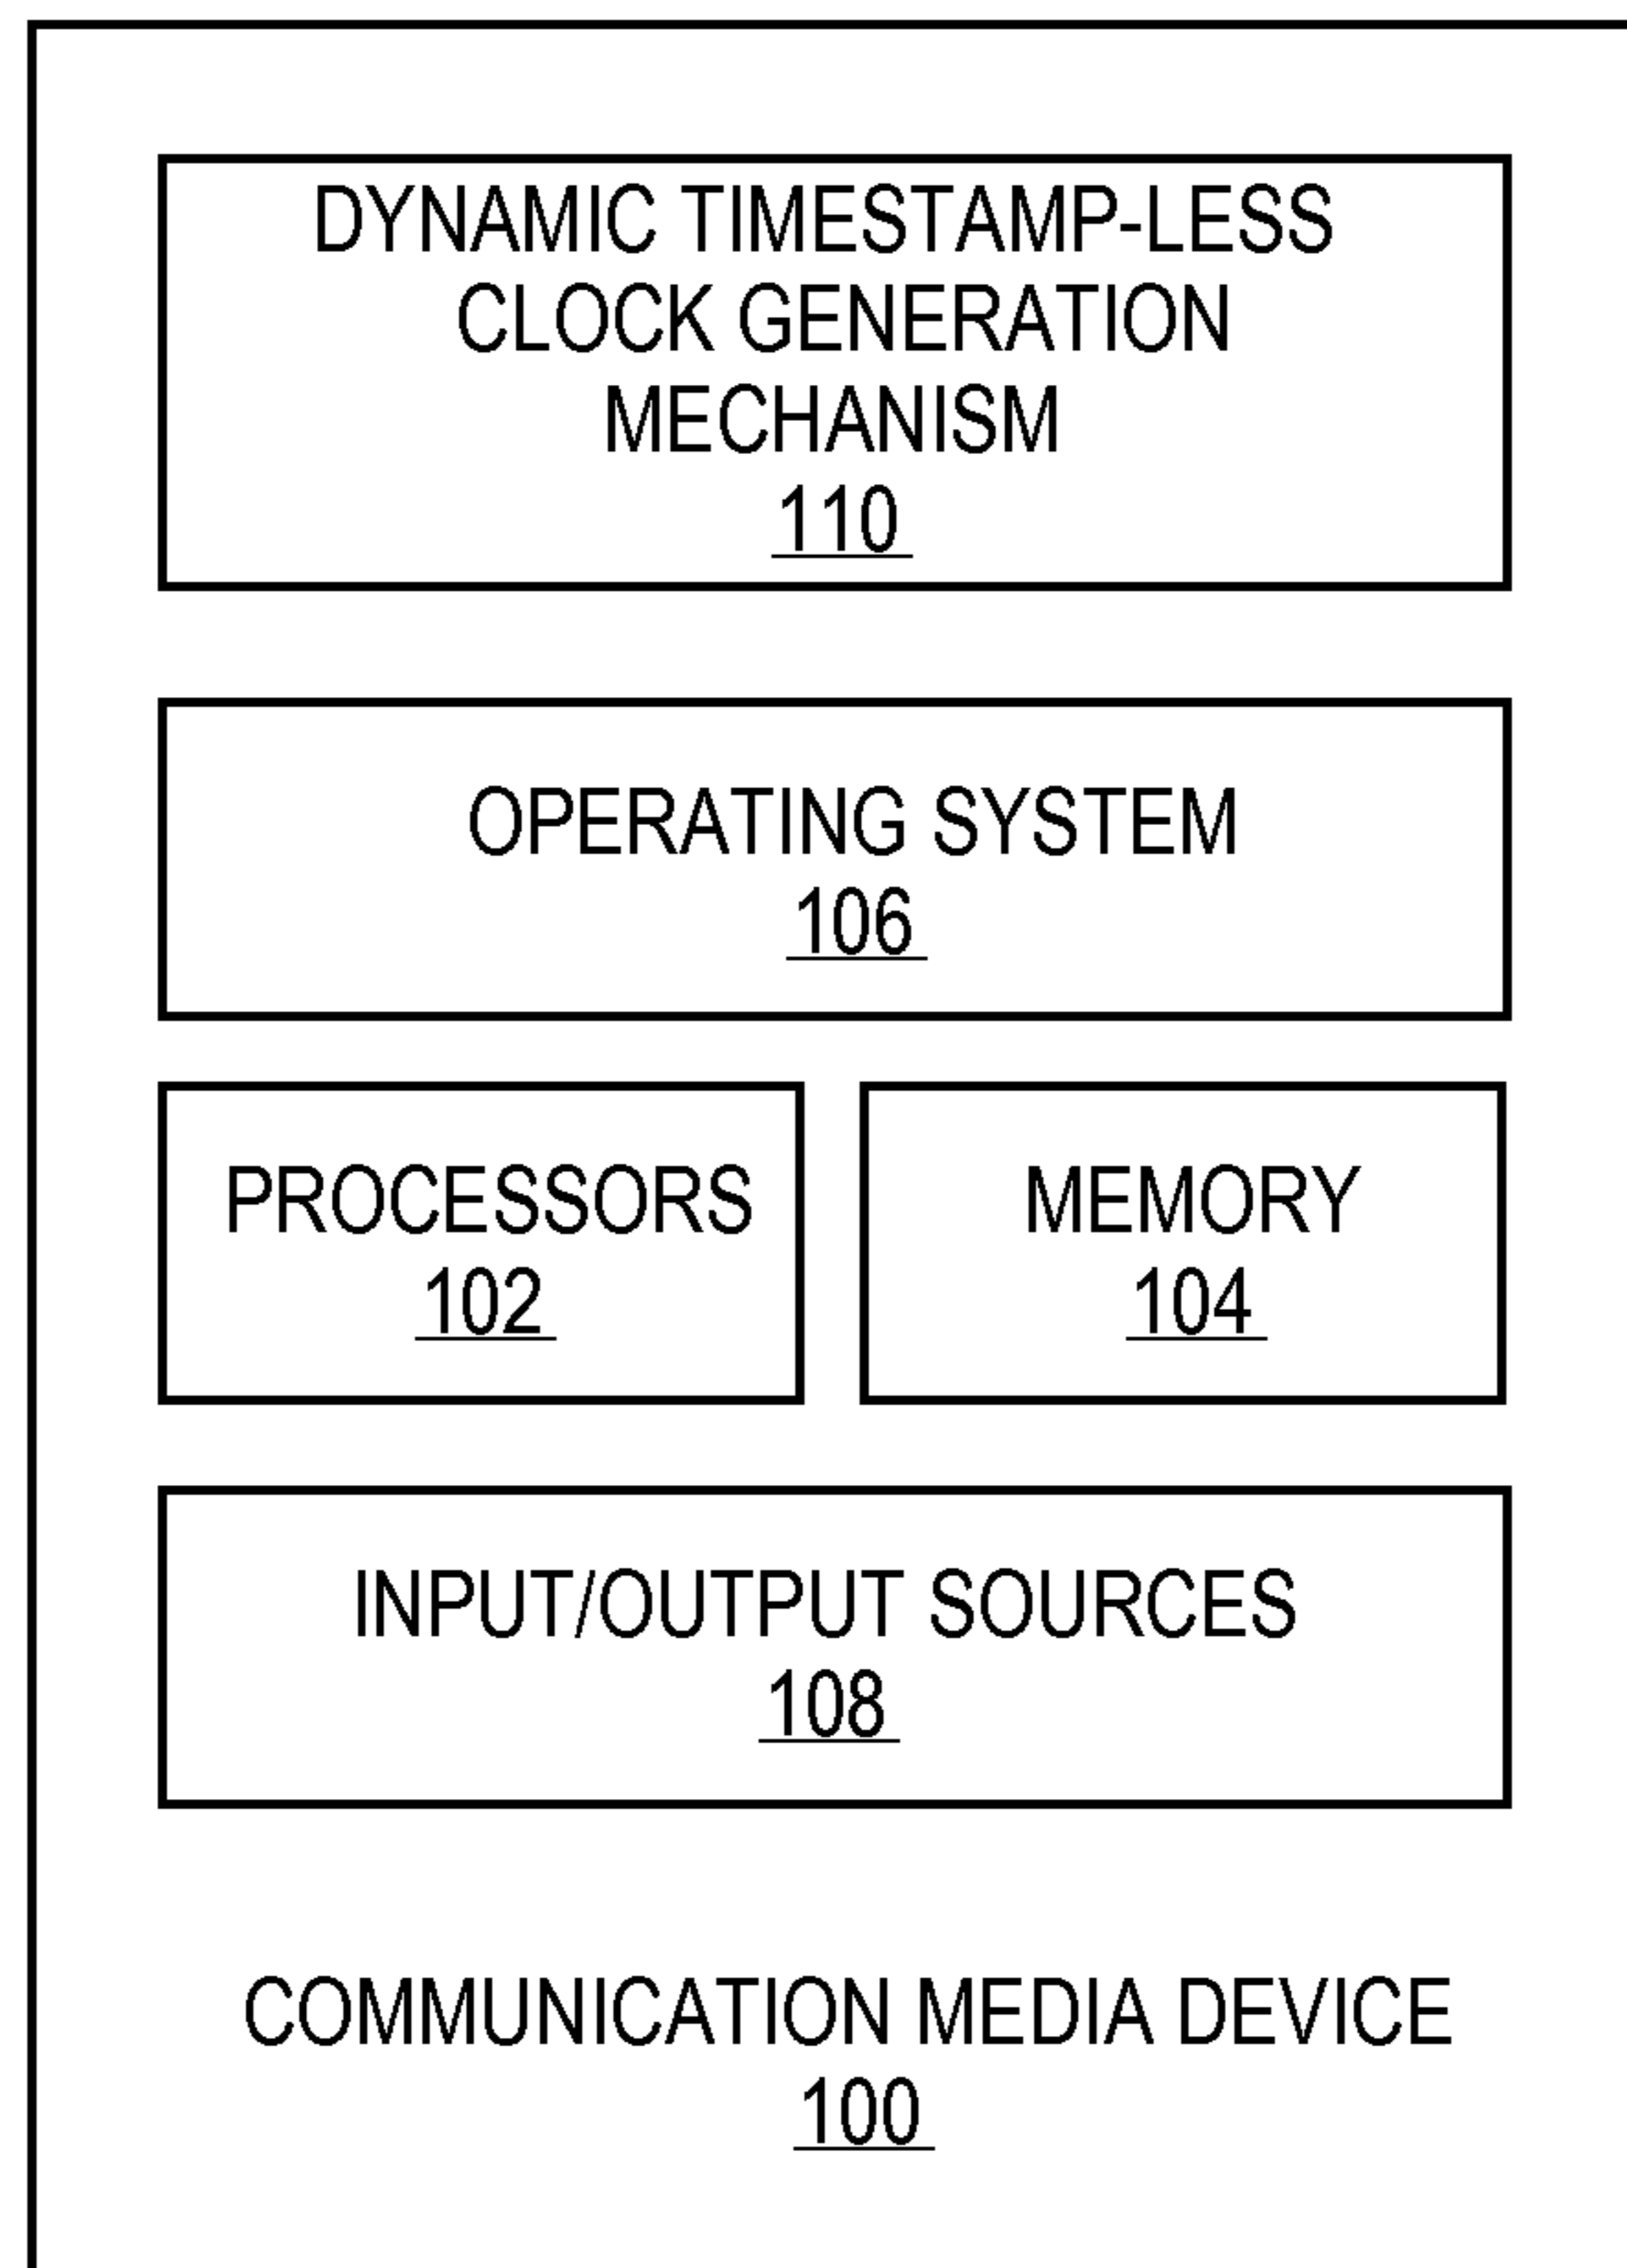 DYNAMIC TIMESTAMP-LESS
CLOCK GENERATION
MECHANISM
110
OPERATING SYSTEM
106
PROCESSORS
102
MEMORY
104
INPUT/OUTPUT SOURCES
108
COMMUNICATION MEDIA DEVICE
100